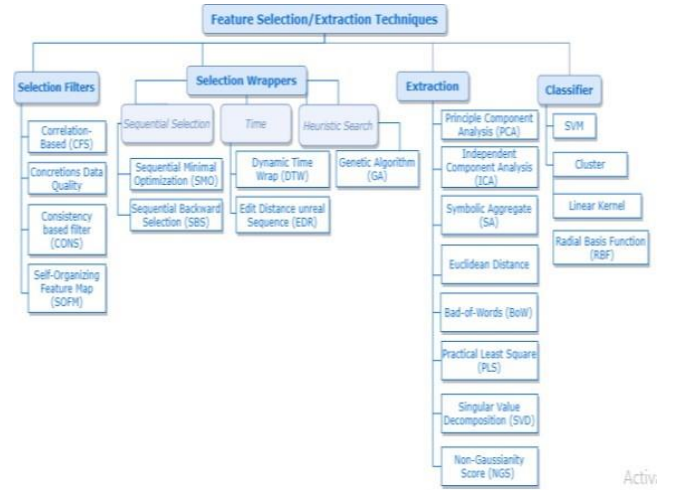 Feature Selection/Extraction Techniques
Selection Filters
Correlation-
Based (CFS)
Concretions Data
Quality
Consistency
based filter
(CONS)
Self-Organizing
Feature Map
(SOFM)
Selection Wrappers
Sequential Selection
Sequential Minimal
Optimization (SMO)
Sequential Backward
Selection (SBS)
Time
Dynamic Time
Wrap (DTW)
Edit Distance unreal
Sequence (EDR)
Heuristic Search
Genetic Algorithm
(GA)
Extraction
Principle Component
Analysis (PCA)
Independent
Component Analysis
(ICA)
Symbolic Aggregate
(SA)
Euclidean Distance
Bad-of-Words (BoW)
Practical Least Square
(PLS)
Singular Value
Decomposition (SVD)
Non-Gaussianity
Score (NGS)
Classifier
SVM
Cluster
Linear Kernel
Radial Basis Function
(RBF)
Activa